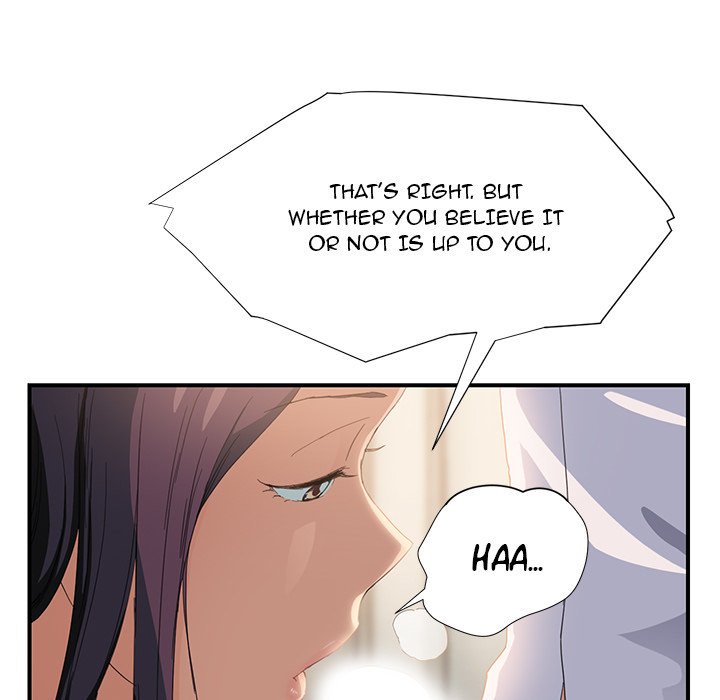 THAT'S RIGHT. BUT
WHETHER YOU BELIEVE IT
OR NOT IS UP TO YOU.
HAA...